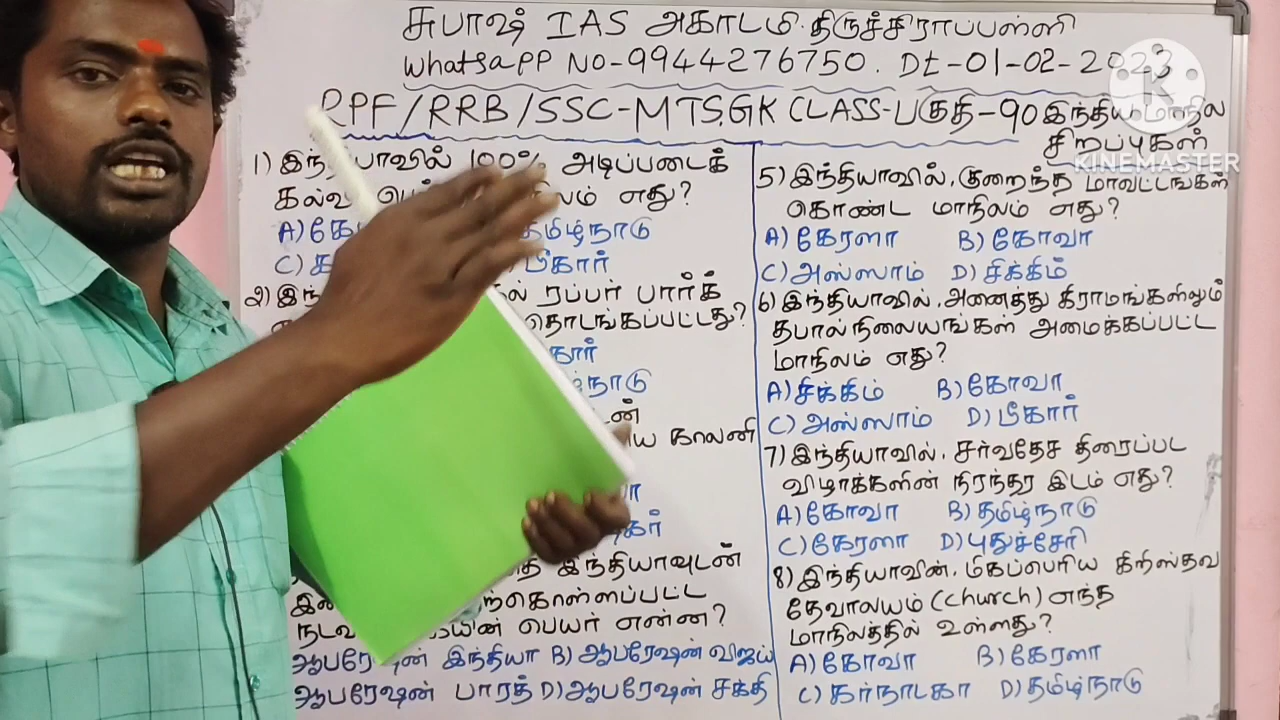 சுபாஷ் IAS அகாடமி. திருச்சிராப்பள்ளி
WhatsaPP NO-9944276750. Dt-01-02-2023
RPF/RRB/SSC-MTS.GK CLASS-பகுதி-90 இந்திய மாநில
சிறப்புகள்
KINEMASTER
1) இந்தியாவில் 100% அடிப்படைக்
எது?
A) தமிழ்நாடு
C) பீகார்
2) ரப்பர் பார்க்
தொடங்கப்பட்டது?
காலனி
இந்தியாவுடன்
பெயர் என்ன?
ஆபரேஷன் இந்தியா B) ஆபரேஷன் விஜய்
ஆபரேஷன் பாரத் D) ஆபரேஷன் சக்தி
5) இந்தியாவில், குறைந்த மாவட்டங்கள்
கொண்ட மாநிலம் எது?
A) கேரளா B) கோவா
C) அஸ்ஸாம் D) சிக்கிம்
6) இந்தியாவில், அனைத்து கிராமங்களிலும்
தபால்நிலையங்கள் அமைக்கப்பட்ட
மாநிலம் எது?
A) சிக்கிம் B) கோவா
C) அஸ்ஸாம் D) பீகார்
7) இந்தியாவில், சர்வதேச திரைப்பட
விழாக்களின் நிரந்தர இடம் எது?
A) கோவா B) தமிழ்நாடு
C) கேரளா D) புதுச்சேரி
8) இந்தியாவின், மிகப்பெரிய கிறிஸ்தவ
தேவாலயம் (Church) எந்த
மாநிலத்தில் உள்ளது?
A) கோவா B) கேரளா
C) கர்நாடகா D) தமிழ்நாடு